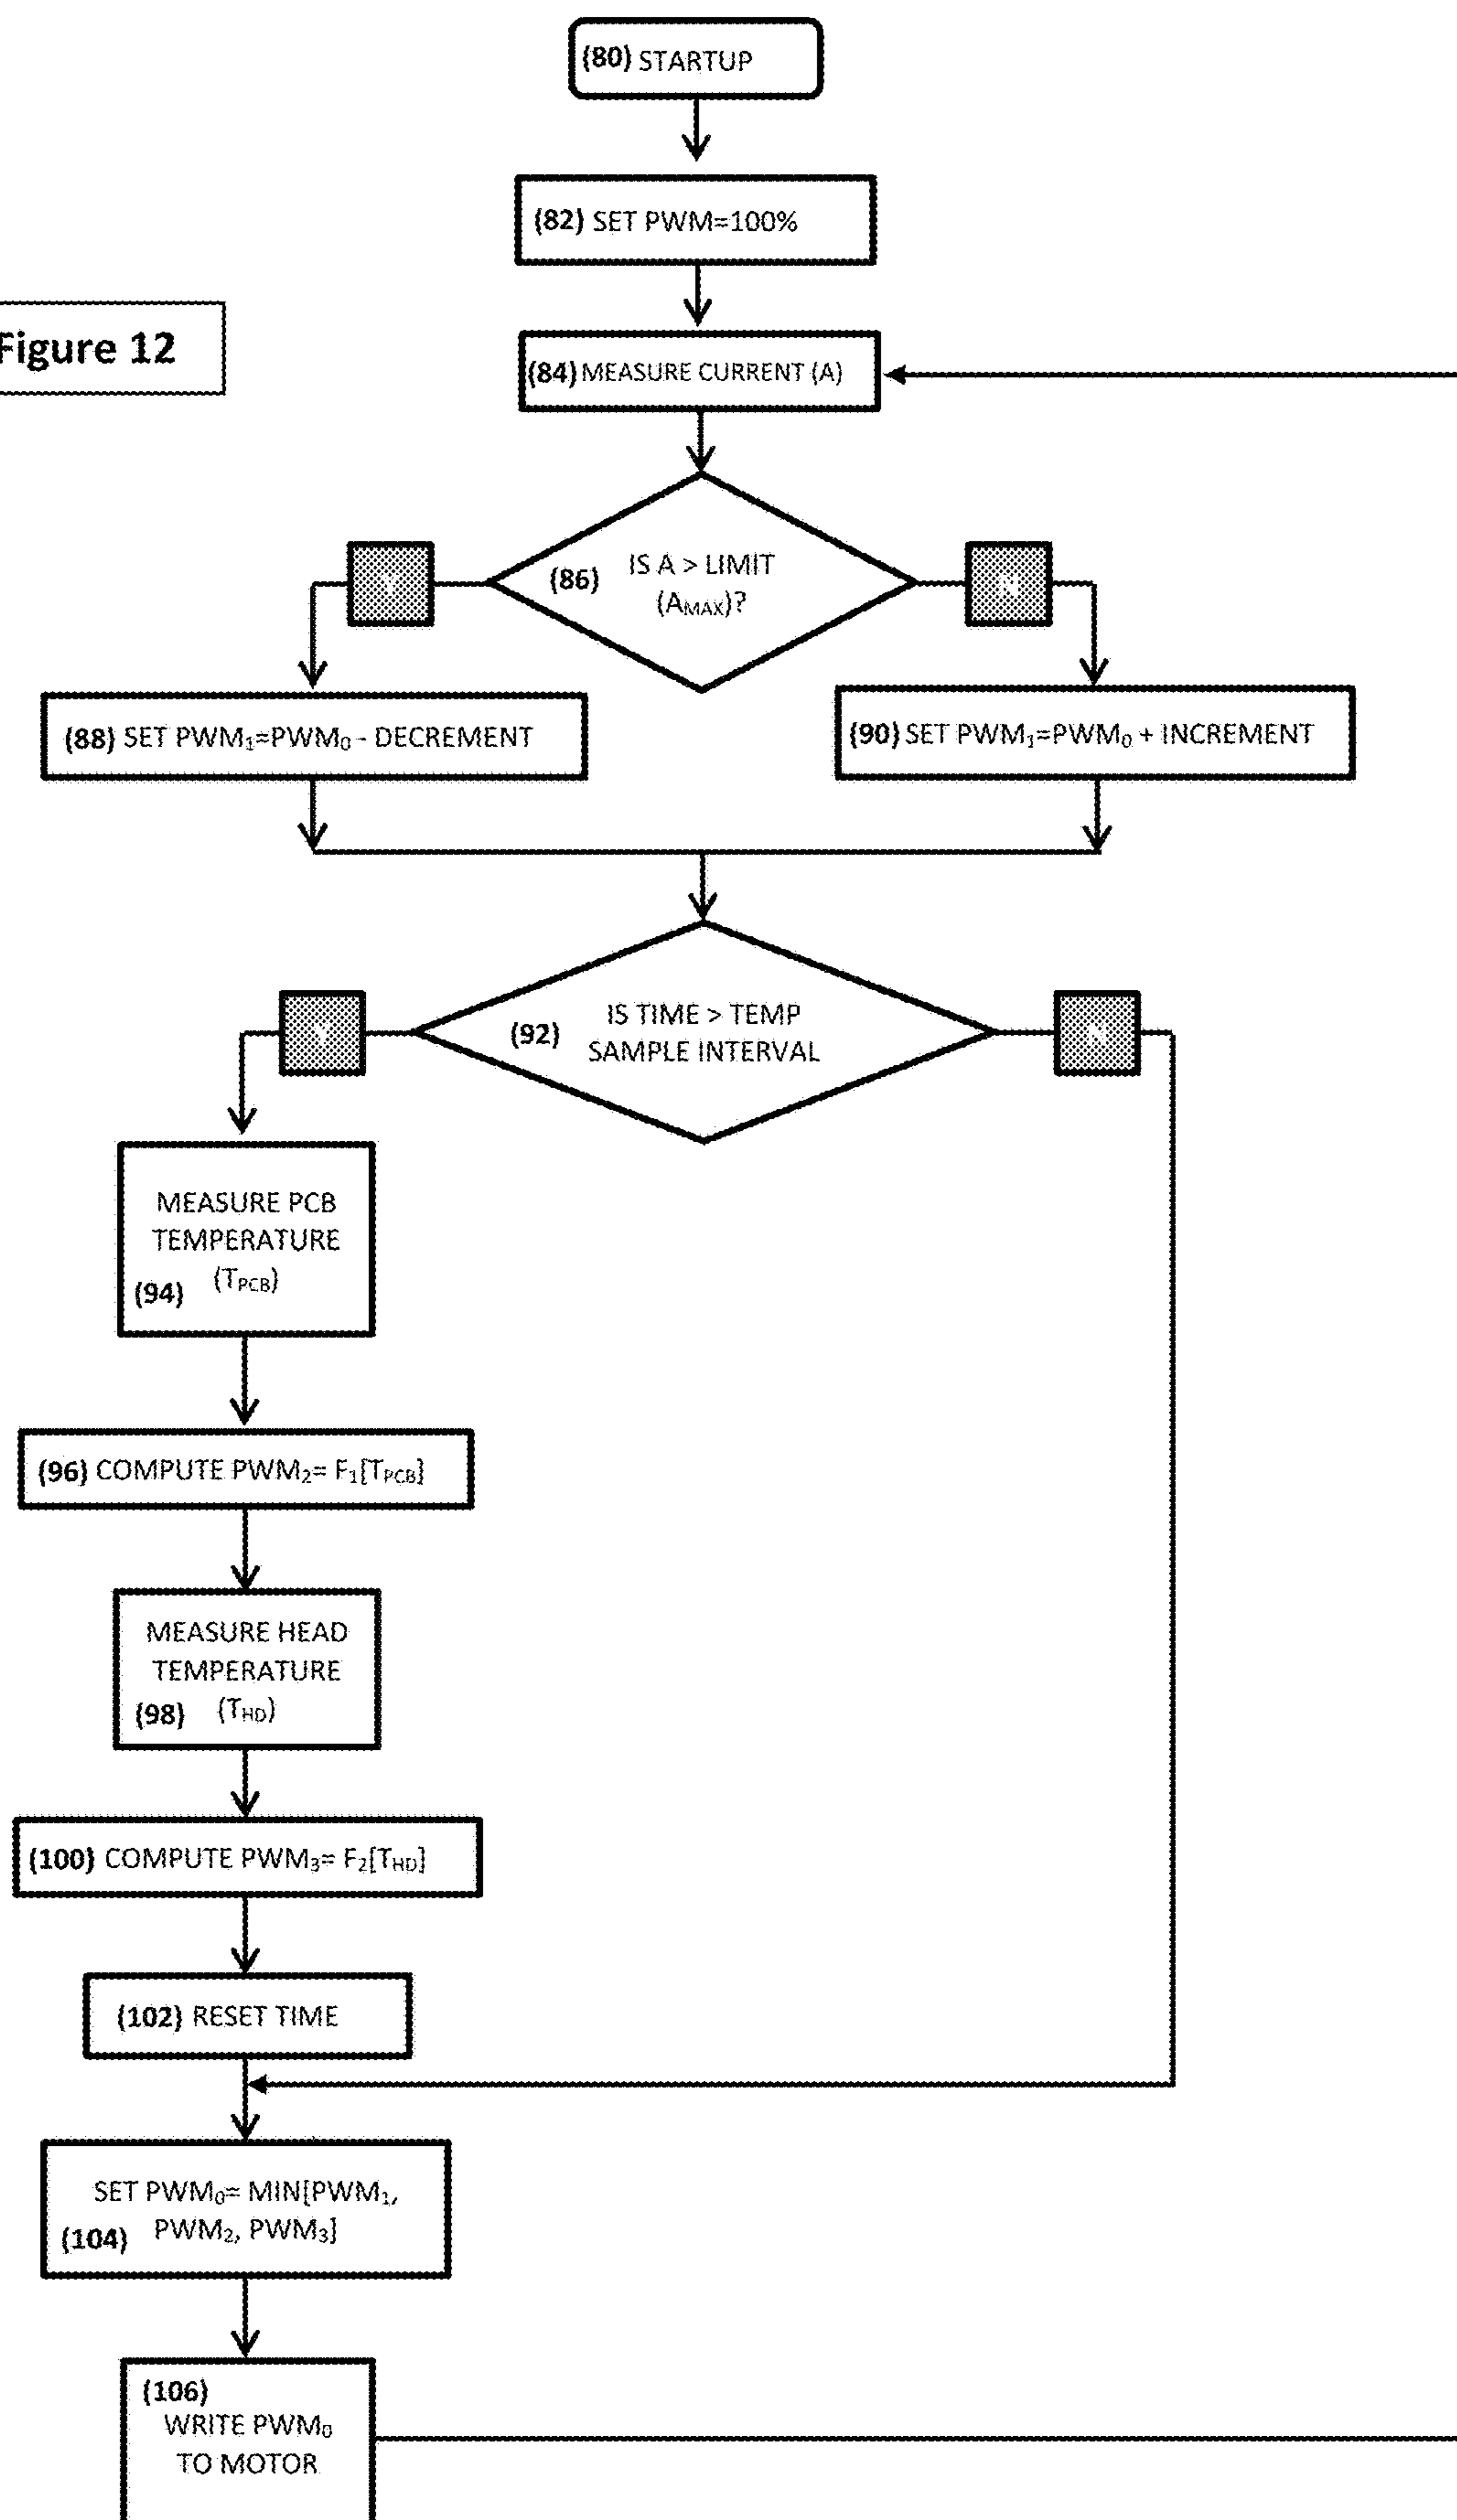 (80) STARTUP
(82) SET PWM=100%
Figure 12
(84) MEASURE CURRENT (A)
(86) IS A > LIMIT
(AMAX)?
Y
N
(88) SET PWM1=PWM0 - DECREMENT
(90) SET PWM1=PWM0 + INCREMENT
(92) IS TIME > TEMP
SAMPLE INTERVAL
Y
N
MEASURE PCB
TEMPERATURE
(94) (TPCB)
(96) COMPUTE PWM2= F1[TPCB]
MEASURE HEAD
TEMPERATURE
(98) (THD)
(100) COMPUTE PWM3= F2[THD]
(102) RESET TIME
SET PWM0= MIN[PWM1,
(104) PWM2, PWM3]
(106)
WRITE PWM0
TO MOTOR